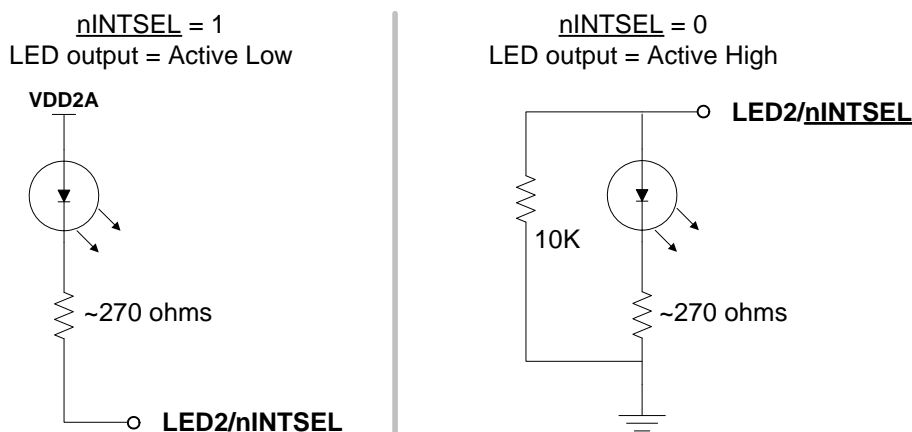 nINTSEL = 1
LED output = Active Low
VDD2A
~270 ohms
LED2/nINTSEL
nINTSEL = 0
LED output = Active High
LED2/nINTSEL
10K
~270 ohms